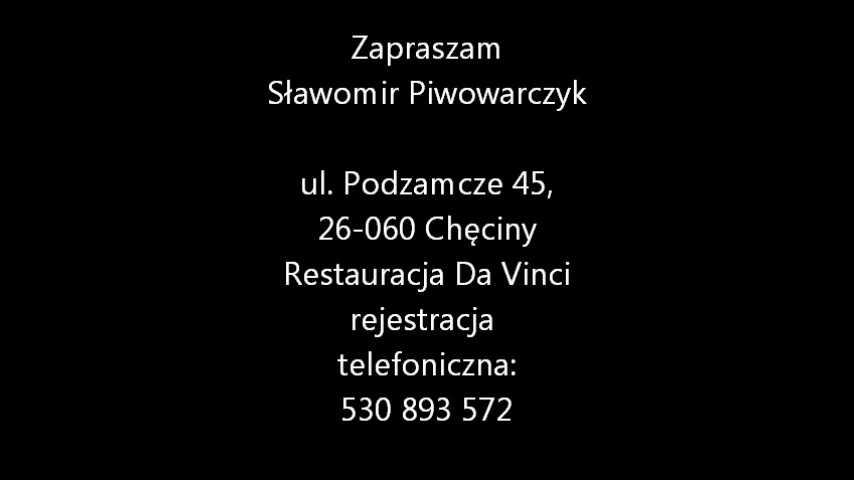 Zapraszam
Sławomir Piwowarczyk
ul. Podzamcze 45,
26-060 Chęciny
Restauracja Da Vinci
rejestracja
telefoniczna:
530 893 572